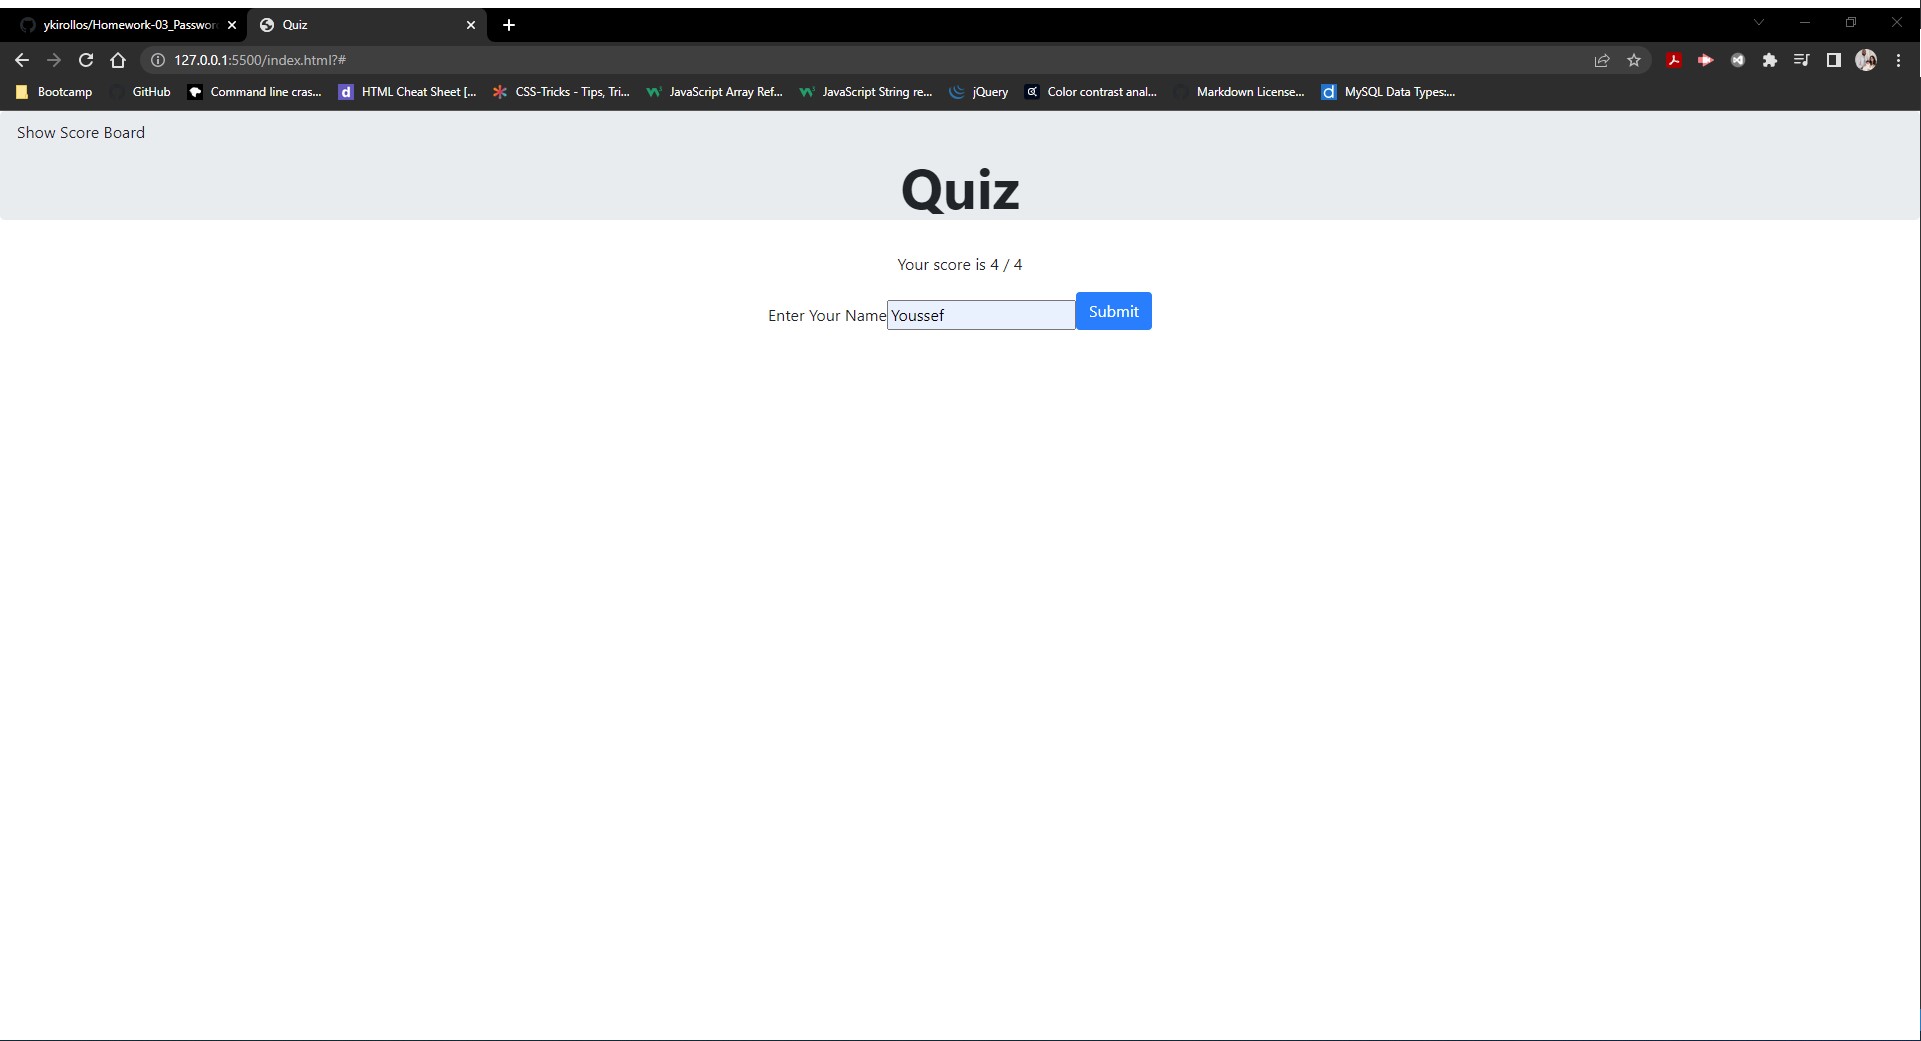 ykirollos/Homework-03_Passwor
Quiz
127.0.0.1:5500/index.html?#
Bootcamp GitHub Command line cras... HTML Cheat Sheet [... CSS-Tricks - Tips, Tri... JavaScript Array Ref... JavaScript String re... jQuery Color contrast anal... Markdown License... MySQL Data Types:...
Show Score Board
Quiz
Your score is 4 / 4
Enter Your Name Youssef Submit